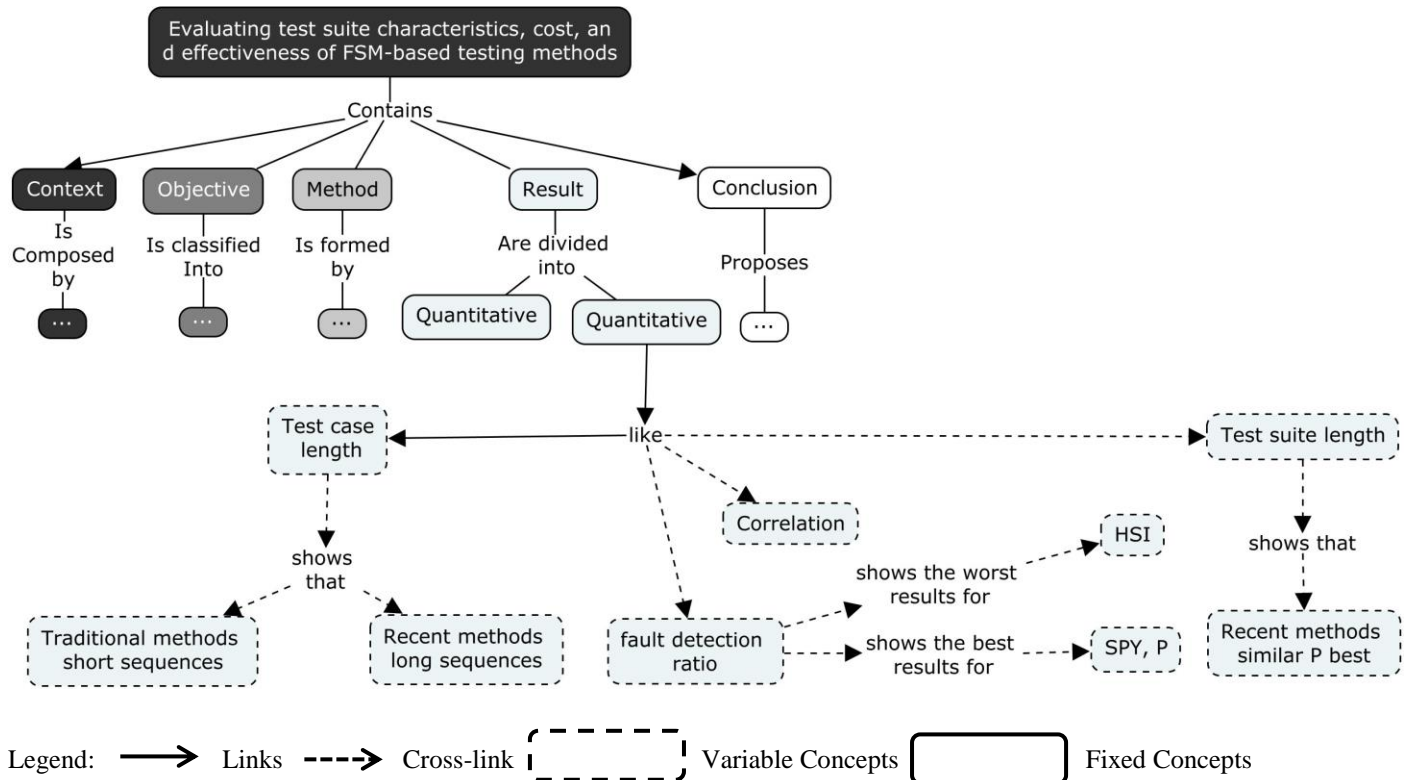 Evaluating test suite characteristics, cost, an
d effectiveness of FSM-based testing methods
Contains
Context
Objective
Method
Result
Conclusion
Is
Composed
by
Is classified
Into
Is formed
by
Are divided
into
Proposes
...
...
...
Quantitative
Quantitative
...
Test case
length
like
Test suite length
Correlation
HSI
shows
that
shows the worst
results for
shows that
Traditional methods
short sequences
Recent methods
long sequences
fault detection
ratio
shows the best
results for
SPY, P
Recent methods
similar P best
Legend:
Links
Cross-link
Variable Concepts
Fixed Concepts